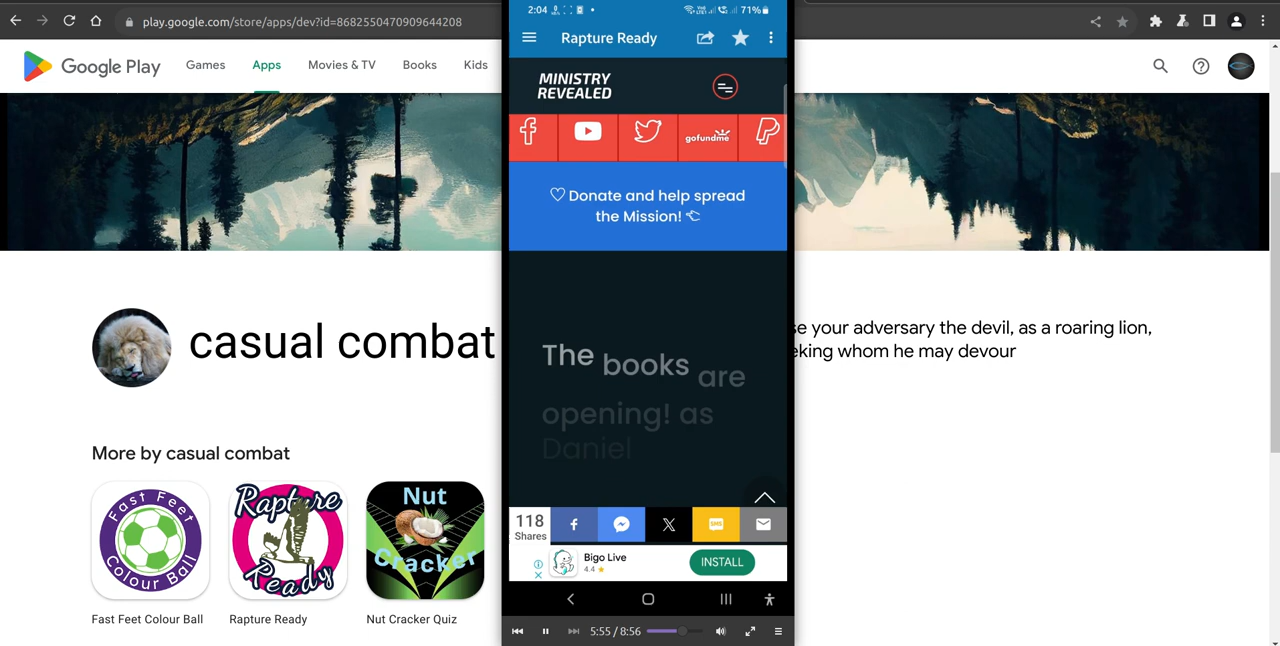 play.google.com/store/apps/dev?id=8682550470909644208
Google Play
Games
Apps
Movies & TV
Books
Kids
casual combat
se your adversary the devil, as a roaring lion,
eking whom he may devour
More by casual combat
Fast Feet
Colour Ball
Rapture
Ready
Nut
Cracker
Fast Feet Colour Ball
Rapture Ready
Nut Cracker Quiz
2:04
71%
Rapture Ready
MINISTRY
REVEALED
gofundme
Donate and help spread
the Mission!
The books are
opening! as
Daniel
118
Shares
SMS
Bigo Live
4.4
INSTALL
5:55 / 8:56